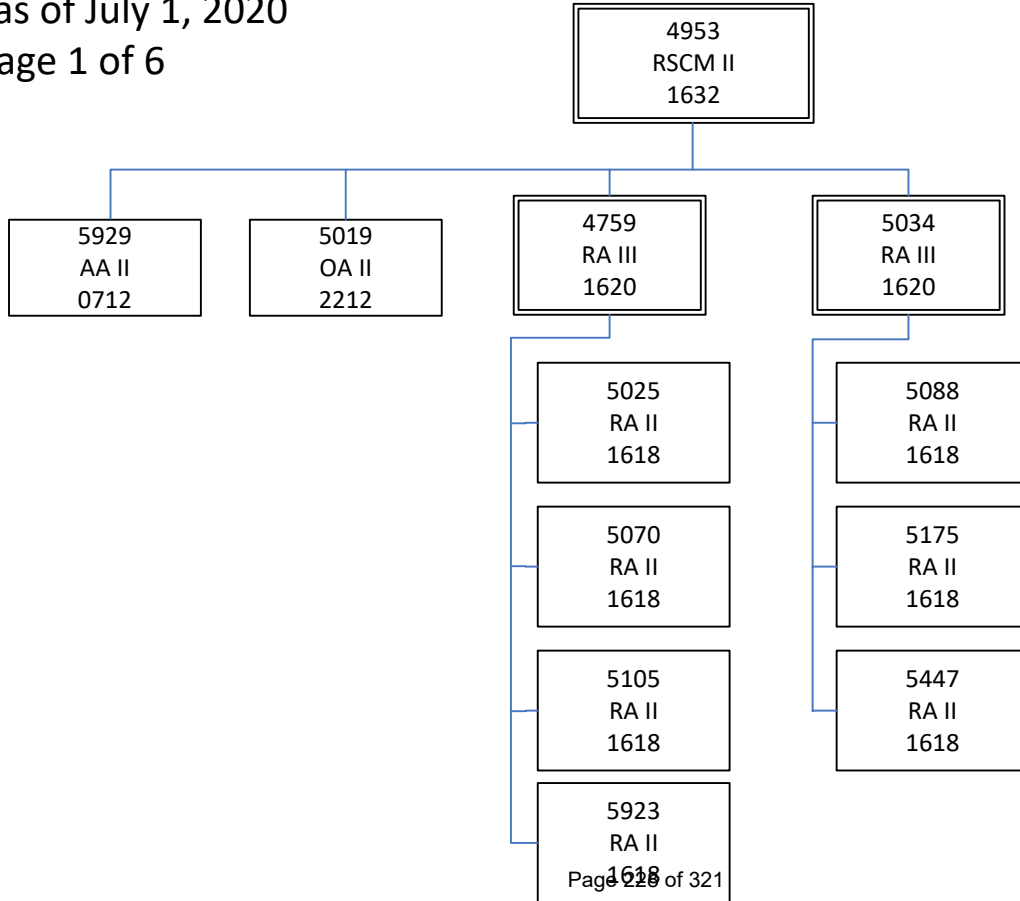 as of July 1, 2020
age 1 of 6
4953
RSCM II
1632
5929
AA II
0712
5019
OA II
2212
4759
RA III
1620
5034
RA III
1620
5025
RA II
1618
5088
RA II
1618
5070
RA II
1618
5175
RA II
1618
5105
RA II
1618
5447
RA II
1618
5923
RA II
1618
Page 228 of 321